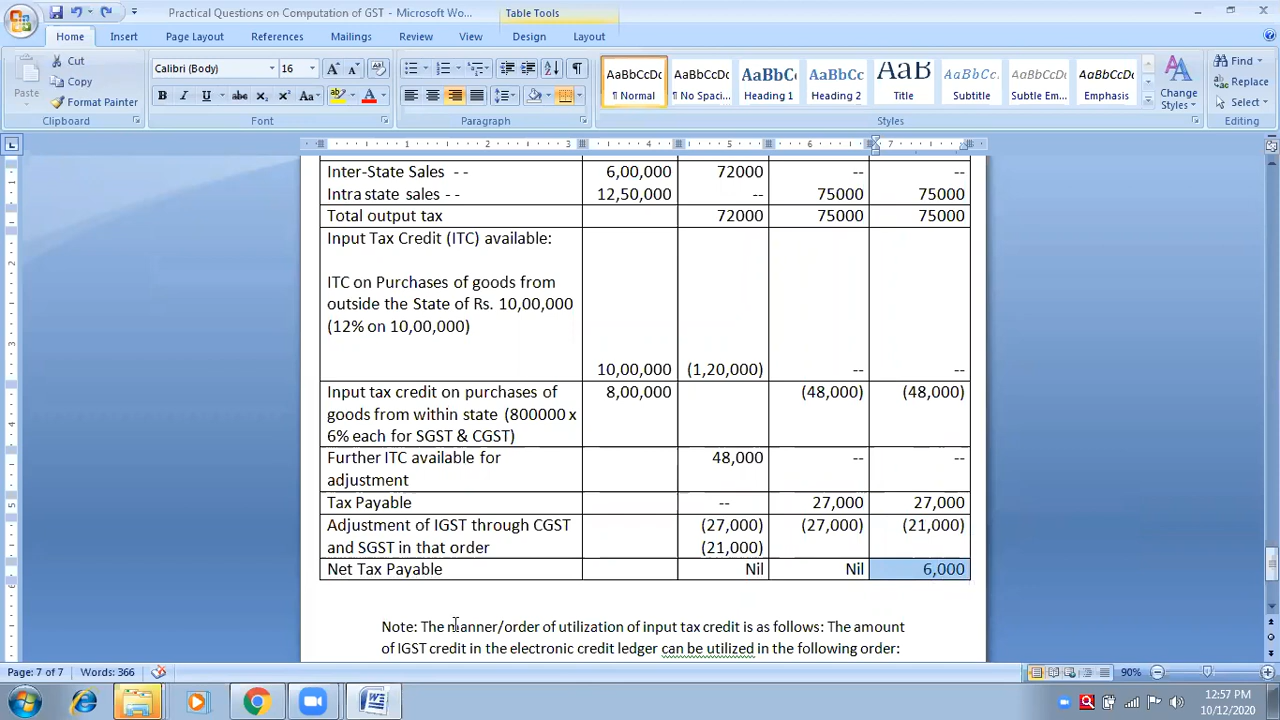 Practical Questions on Computation of GST - Microsoft Wo...
Table Tools
Home Insert Page Layout References Mailings Review View Design Layout
Paste
Cut
Copy
Format Painter
Clipboard
Calibri (Body) 16
Font
Paragraph
AaBbCcDc AaBbCcDc AaBbCc AaBbCc AaB AaBbCcL AaBbCcDc AaBbCcDc
¶ Normal ¶ No Spaci... Heading 1 Heading 2 Title Subtitle Subtle Em... Emphasis
Styles
Change
Styles
Find
Replace
Select
Editing
Inter-State Sales - - 6,00,000 72000 -- --
Intra state sales - - 12,50,000 -- 75000 75000
Total output tax 72000 75000 75000
Input Tax Credit (ITC) available:
ITC on Purchases of goods from
outside the State of Rs. 10,00,000
(12% on 10,00,000)
10,00,000 (1,20,000) -- --
Input tax credit on purchases of 8,00,000 (48,000) (48,000)
goods from within state (800000 x
6% each for SGST & CGST)
Further ITC available for 48,000 -- --
adjustment
Tax Payable -- 27,000 27,000
Adjustment of IGST through CGST (27,000) (27,000) (21,000)
and SGST in that order (21,000)
Net Tax Payable Nil Nil 6,000
Note: The manner/order of utilization of input tax credit is as follows: The amount
of IGST credit in the electronic credit ledger can be utilized in the following order:
Page: 7 of 7 Words: 366 90%
12:57 PM
10/12/2020